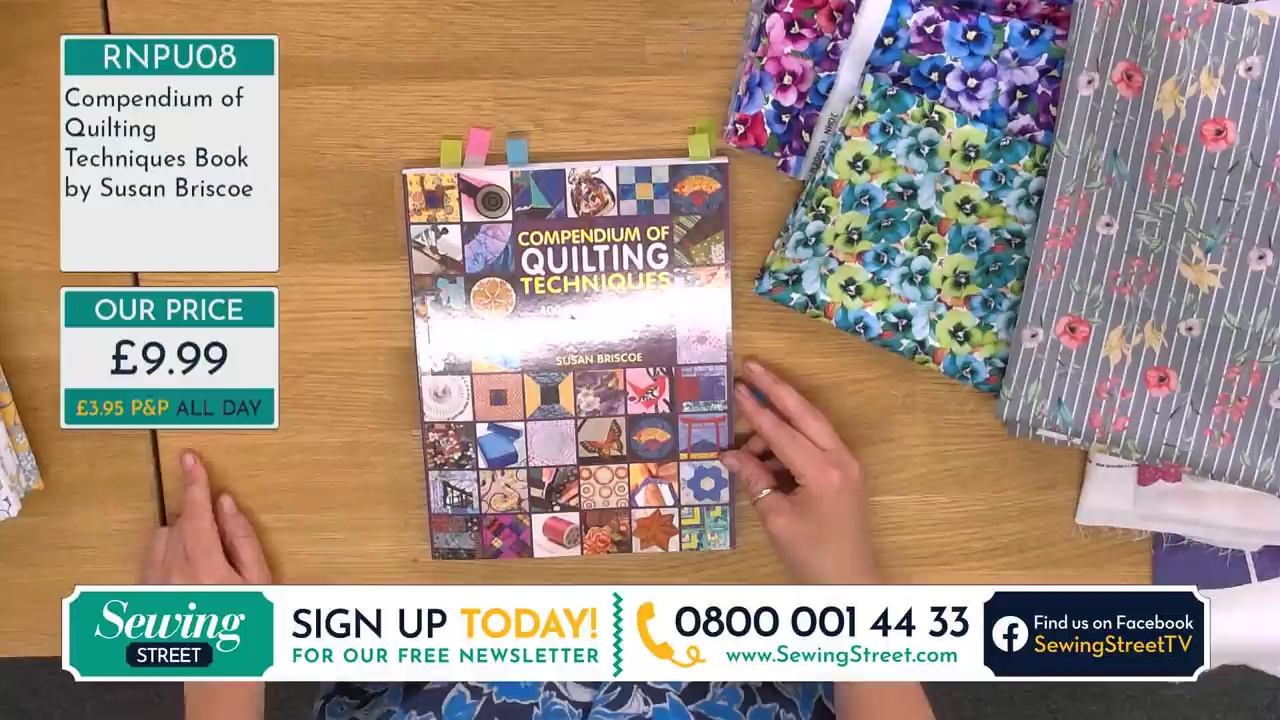 RNPU08
Compendium of
Quilting
Techniques Book
by Susan Briscoe
OUR PRICE
£9.99
£3.95 P&P ALL DAY
COMPENDIUM OF
QUILTING
TECHNIQUES
SUSAN BRISCOE
Sewing
STREET
SIGN UP TODAY!
FOR OUR FREE NEWSLETTER
0800 001 44 33
www.SewingStreet.com
Find us on Facebook
SewingStreetTV